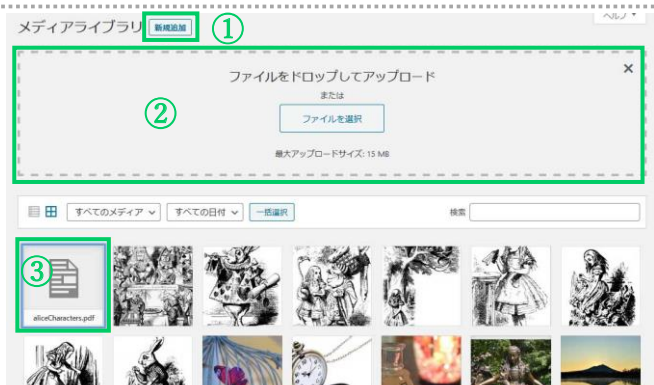 メディアライブラリ 新規追加 ①
ヘルプ ▼
②
ファイルをドロップしてアップロード
または
ファイルを選択
最大アップロードサイズ: 15 MB
×
すべてのメディア すべての日付 一括選択 検索
③
aliceCharacters.pdf